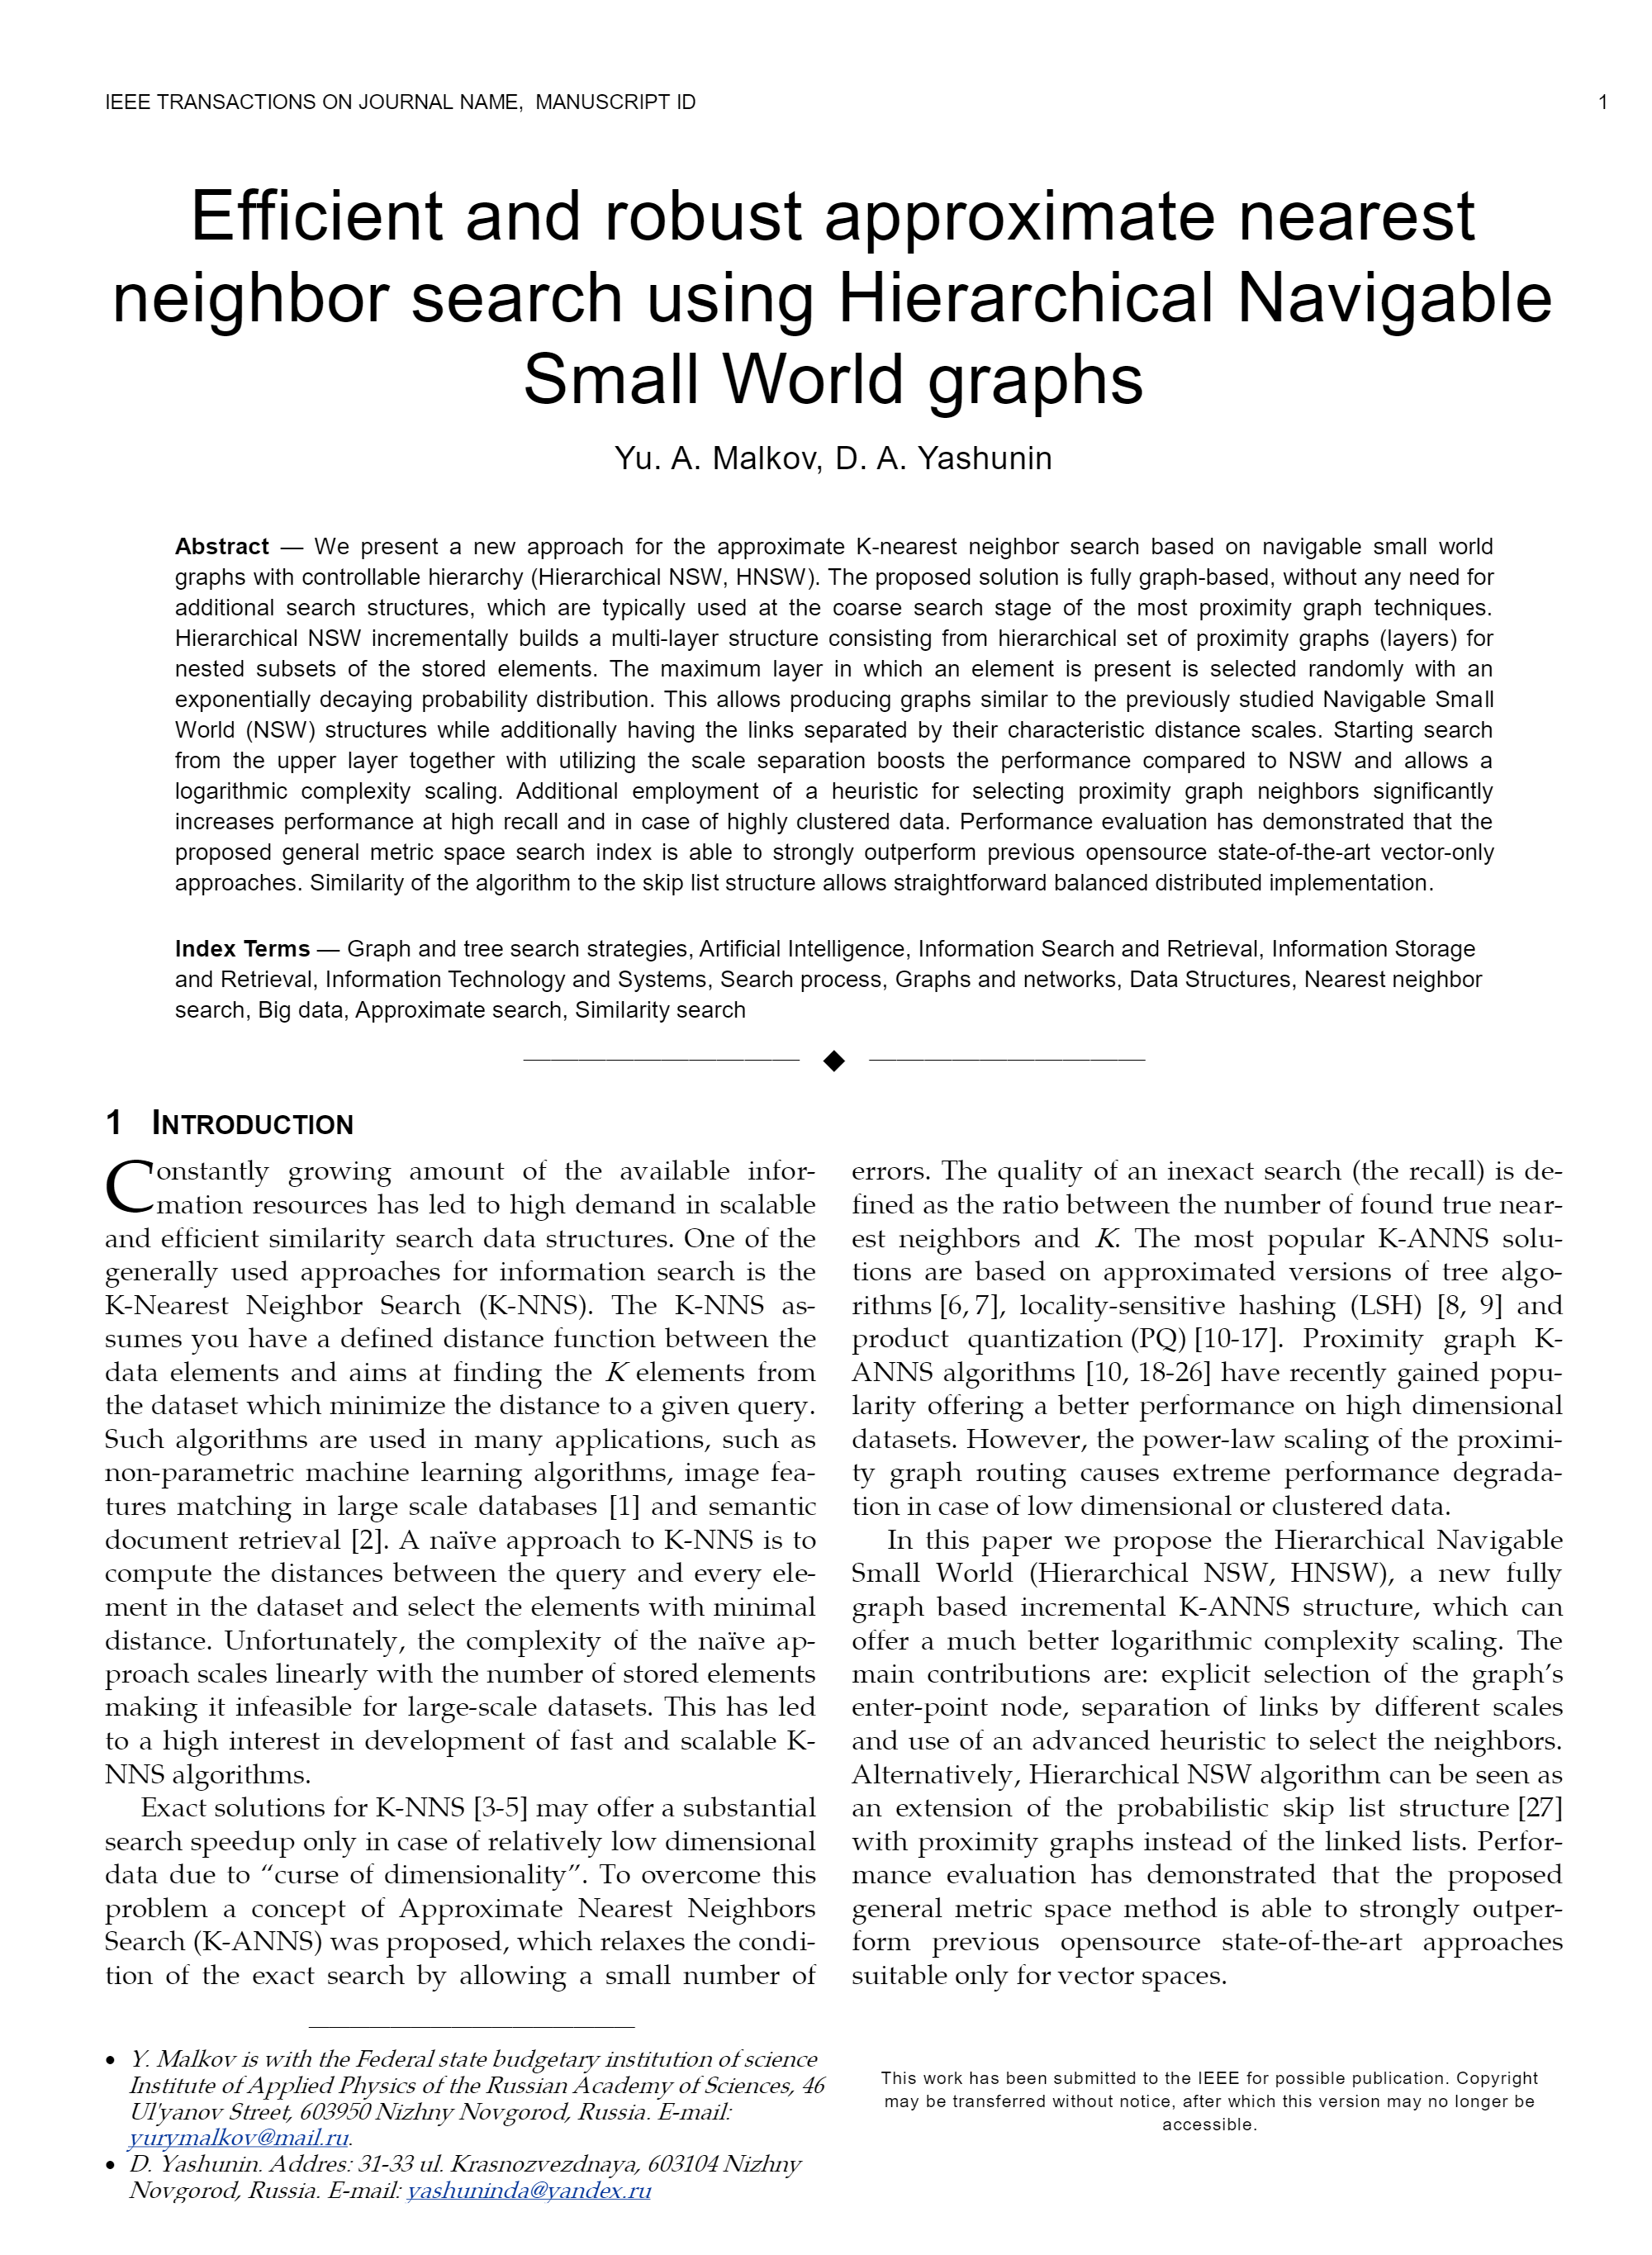 IEEE TRANSACTIONS ON JOURNAL NAME, MANUSCRIPT ID 1
Efficient and robust approximate nearest
neighbor search using Hierarchical Navigable
Small World graphs
Yu. A. Malkov, D. A. Yashunin
Abstract — We present a new approach for the approximate K-nearest neighbor search based on navigable small world
graphs with controllable hierarchy (Hierarchical NSW, HNSW). The proposed solution is fully graph-based, without any need for
additional search structures, which are typically used at the coarse search stage of the most proximity graph techniques.
Hierarchical NSW incrementally builds a multi-layer structure consisting from hierarchical set of proximity graphs (layers) for
nested subsets of the stored elements. The maximum layer in which an element is present is selected randomly with an
exponentially decaying probability distribution. This allows producing graphs similar to the previously studied Navigable Small
World (NSW) structures while additionally having the links separated by their characteristic distance scales. Starting search
from the upper layer together with utilizing the scale separation boosts the performance compared to NSW and allows a
logarithmic complexity scaling. Additional employment of a heuristic for selecting proximity graph neighbors significantly
increases performance at high recall and in case of highly clustered data. Performance evaluation has demonstrated that the
proposed general metric space search index is able to strongly outperform previous opensource state-of-the-art vector-only
approaches. Similarity of the algorithm to the skip list structure allows straightforward balanced distributed implementation.
Index Terms — Graph and tree search strategies, Artificial Intelligence, Information Search and Retrieval, Information Storage
and Retrieval, Information Technology and Systems, Search process, Graphs and networks, Data Structures, Nearest neighbor
search, Big data, Approximate search, Similarity search
1 INTRODUCTION
Constantly growing amount of the available infor-
mation resources has led to high demand in scalable
and efficient similarity search data structures. One of the
generally used approaches for information search is the
K-Nearest Neighbor Search (K-NNS). The K-NNS as-
sumes you have a defined distance function between the
data elements and aims at finding the K elements from
the dataset which minimize the distance to a given query.
Such algorithms are used in many applications, such as
non-parametric machine learning algorithms, image fea-
tures matching in large scale databases [1] and semantic
document retrieval [2]. A naïve approach to K-NNS is to
compute the distances between the query and every ele-
ment in the dataset and select the elements with minimal
distance. Unfortunately, the complexity of the naïve ap-
proach scales linearly with the number of stored elements
making it infeasible for large-scale datasets. This has led
to a high interest in development of fast and scalable K-
NNS algorithms.
Exact solutions for K-NNS [3-5] may offer a substantial
search speedup only in case of relatively low dimensional
data due to “curse of dimensionality”. To overcome this
problem a concept of Approximate Nearest Neighbors
Search (K-ANNS) was proposed, which relaxes the condi-
tion of the exact search by allowing a small number of
errors. The quality of an inexact search (the recall) is de-
fined as the ratio between the number of found true near-
est neighbors and K. The most popular K-ANNS solu-
tions are based on approximated versions of tree algo-
rithms [6, 7], locality-sensitive hashing (LSH) [8, 9] and
product quantization (PQ) [10-17]. Proximity graph K-
ANNS algorithms [10, 18-26] have recently gained popu-
larity offering a better performance on high dimensional
datasets. However, the power-law scaling of the proximi-
ty graph routing causes extreme performance degrada-
tion in case of low dimensional or clustered data.
In this paper we propose the Hierarchical Navigable
Small World (Hierarchical NSW, HNSW), a new fully
graph based incremental K-ANNS structure, which can
offer a much better logarithmic complexity scaling. The
main contributions are: explicit selection of the graph’s
enter-point node, separation of links by different scales
and use of an advanced heuristic to select the neighbors.
Alternatively, Hierarchical NSW algorithm can be seen as
an extension of the probabilistic skip list structure [27]
with proximity graphs instead of the linked lists. Perfor-
mance evaluation has demonstrated that the proposed
general metric space method is able to strongly outper-
form previous opensource state-of-the-art approaches
suitable only for vector spaces.
• Y. Malkov is with the Federal state budgetary institution of science
Institute of Applied Physics of the Russian Academy of Sciences, 46
Ul'yanov Street, 603950 Nizhny Novgorod, Russia. E-mail:
yurymalkov@mail.ru.
• D. Yashunin. Addres: 31-33 ul. Krasnozvezdnaya, 603104 Nizhny
Novgorod, Russia. E-mail: yashuninda@yandex.ru
This work has been submitted to the IEEE for possible publication. Copyright
may be transferred without notice, after which this version may no longer be
accessible.